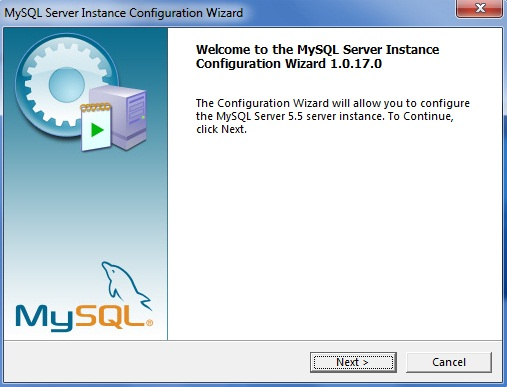 MySQL Server Instance Configuration Wizard
Welcome to the MySQL Server Instance
Configuration Wizard 1.0.17.0
The Configuration Wizard will allow you to configure
the MySQL Server 5.5 server instance. To Continue,
click Next.
MySQL®
Next >
Cancel